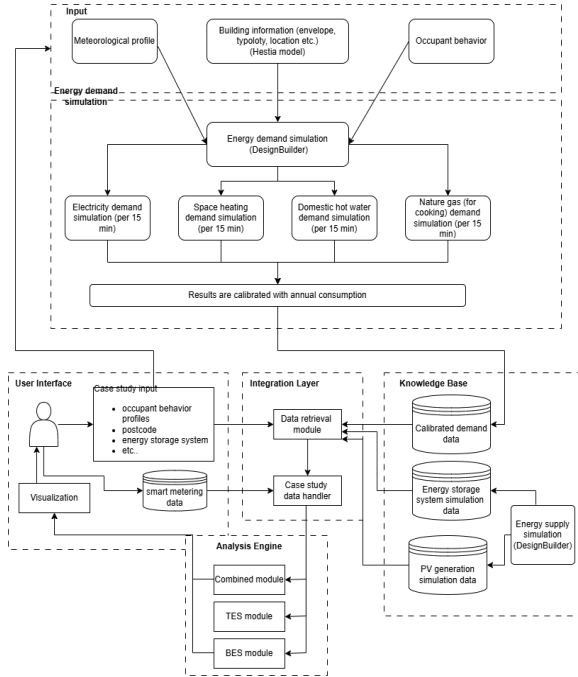 Input
Meteorological profile
Building information (envelope,
typoloty, location etc.)
(Hestia model)
Occupant behavior
Energy demand
simulation
Energy demand simulation
(DesignBuilder)
Electricity demand
simulation (per 15
min)
Space heating
demand simulation
(per 15 min)
Domestic hot water
demand simulation
(per 15 min)
Nature gas (for
cooking) demand
simulation (per 15 min)
Results are calibrated with annual consumption
User Interface
Case study input
• occupant behavior
profiles
• postcode
• energy storage system
• etc..
Visualization
smart metering
data
Integration Layer
Data retrieval
module
Case study
data handler
Knowledge Base
Calibrated demand
data
Energy storage
system simulation
data
PV generation
simulation data
Energy supply
simulation
(DesignBuilder)
Analysis Engine
Combined module
TES module
BES module